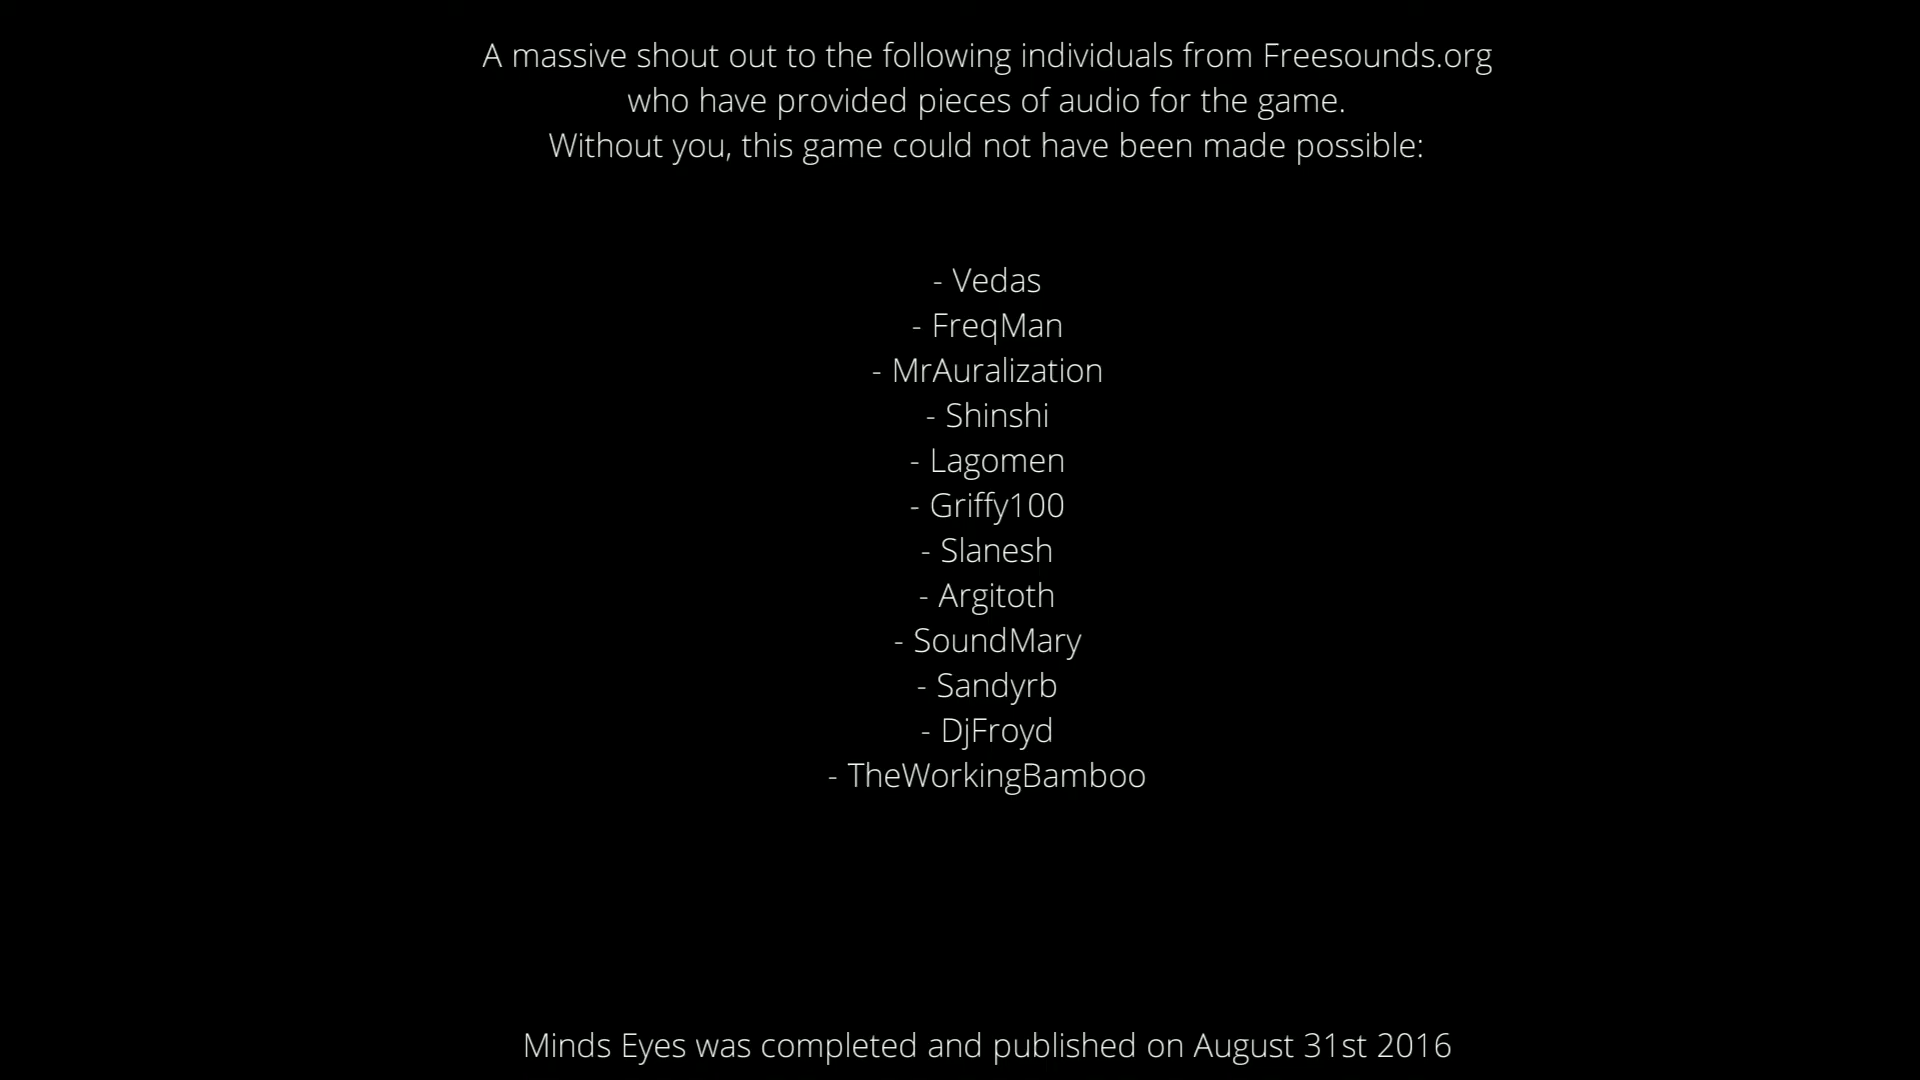 A massive shout out to the following individuals from Freesounds.org
who have provided pieces of audio for the game.
Without you, this game could not have been made possible:
- Vedas
- FreqMan
- MrAuralization
- Shinshi
- Lagomen
- Griffy100
- Slanesh
- Argitoth
- SoundMary
- Sandyrb
- DjFroyd
- TheWorkingBamboo
Minds Eyes was completed and published on August 31st 2016